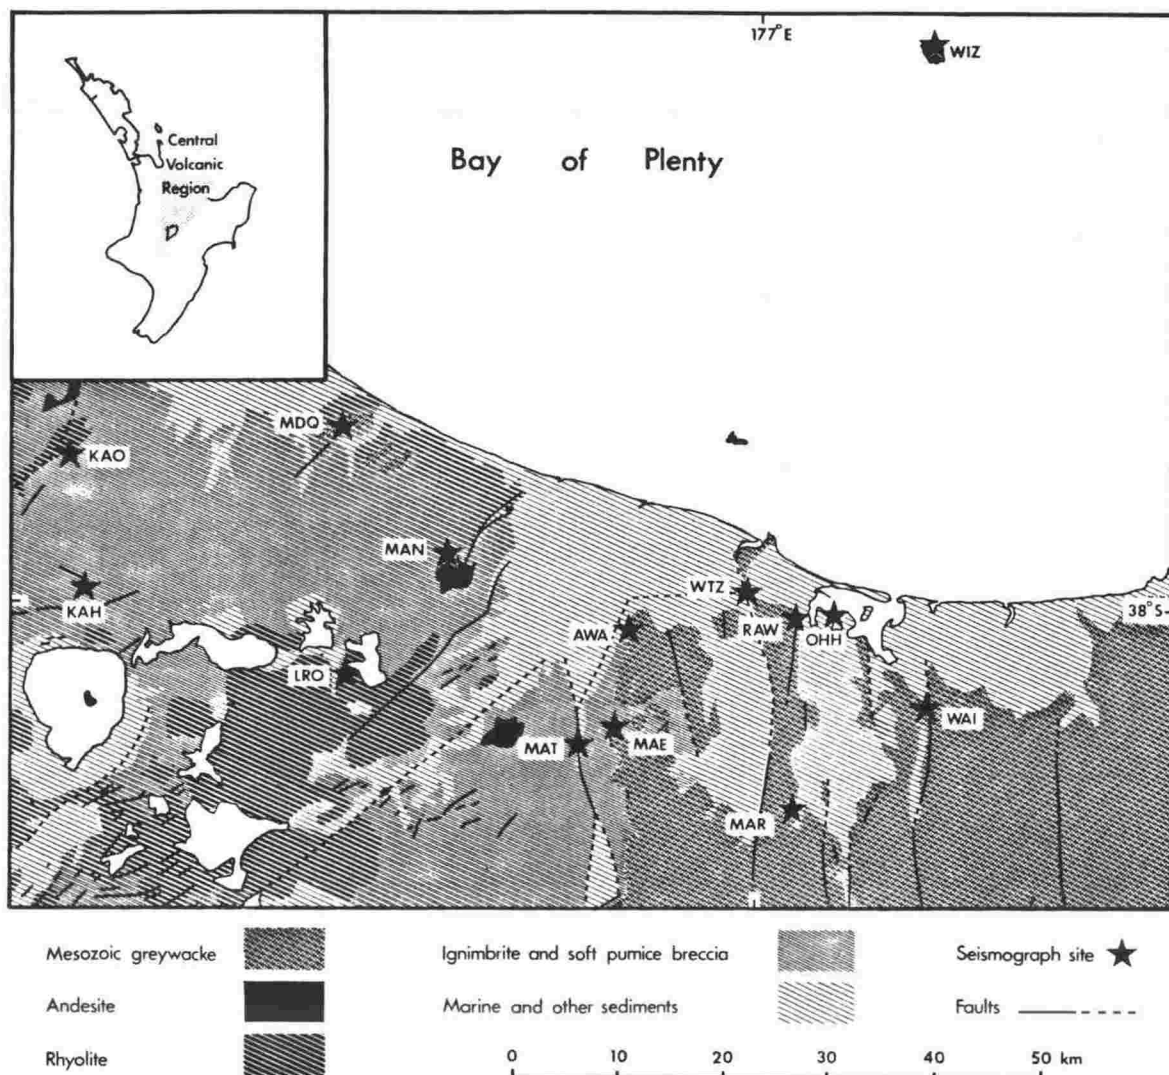 177°E
WIZ
Central
Volcanic
Region
Bay of Plenty
MDQ
KAO
MAN
WTZ
KAH
38°S
RAW
OHH
AWA
LRO
WAI
MAT
MAE
MAR
Mesozoic greywacke
Ignimbrite and soft pumice breccia
Seismograph site
Andesite
Marine and other sediments
Faults
Rhyolite
0 10 20 30 40 50 km